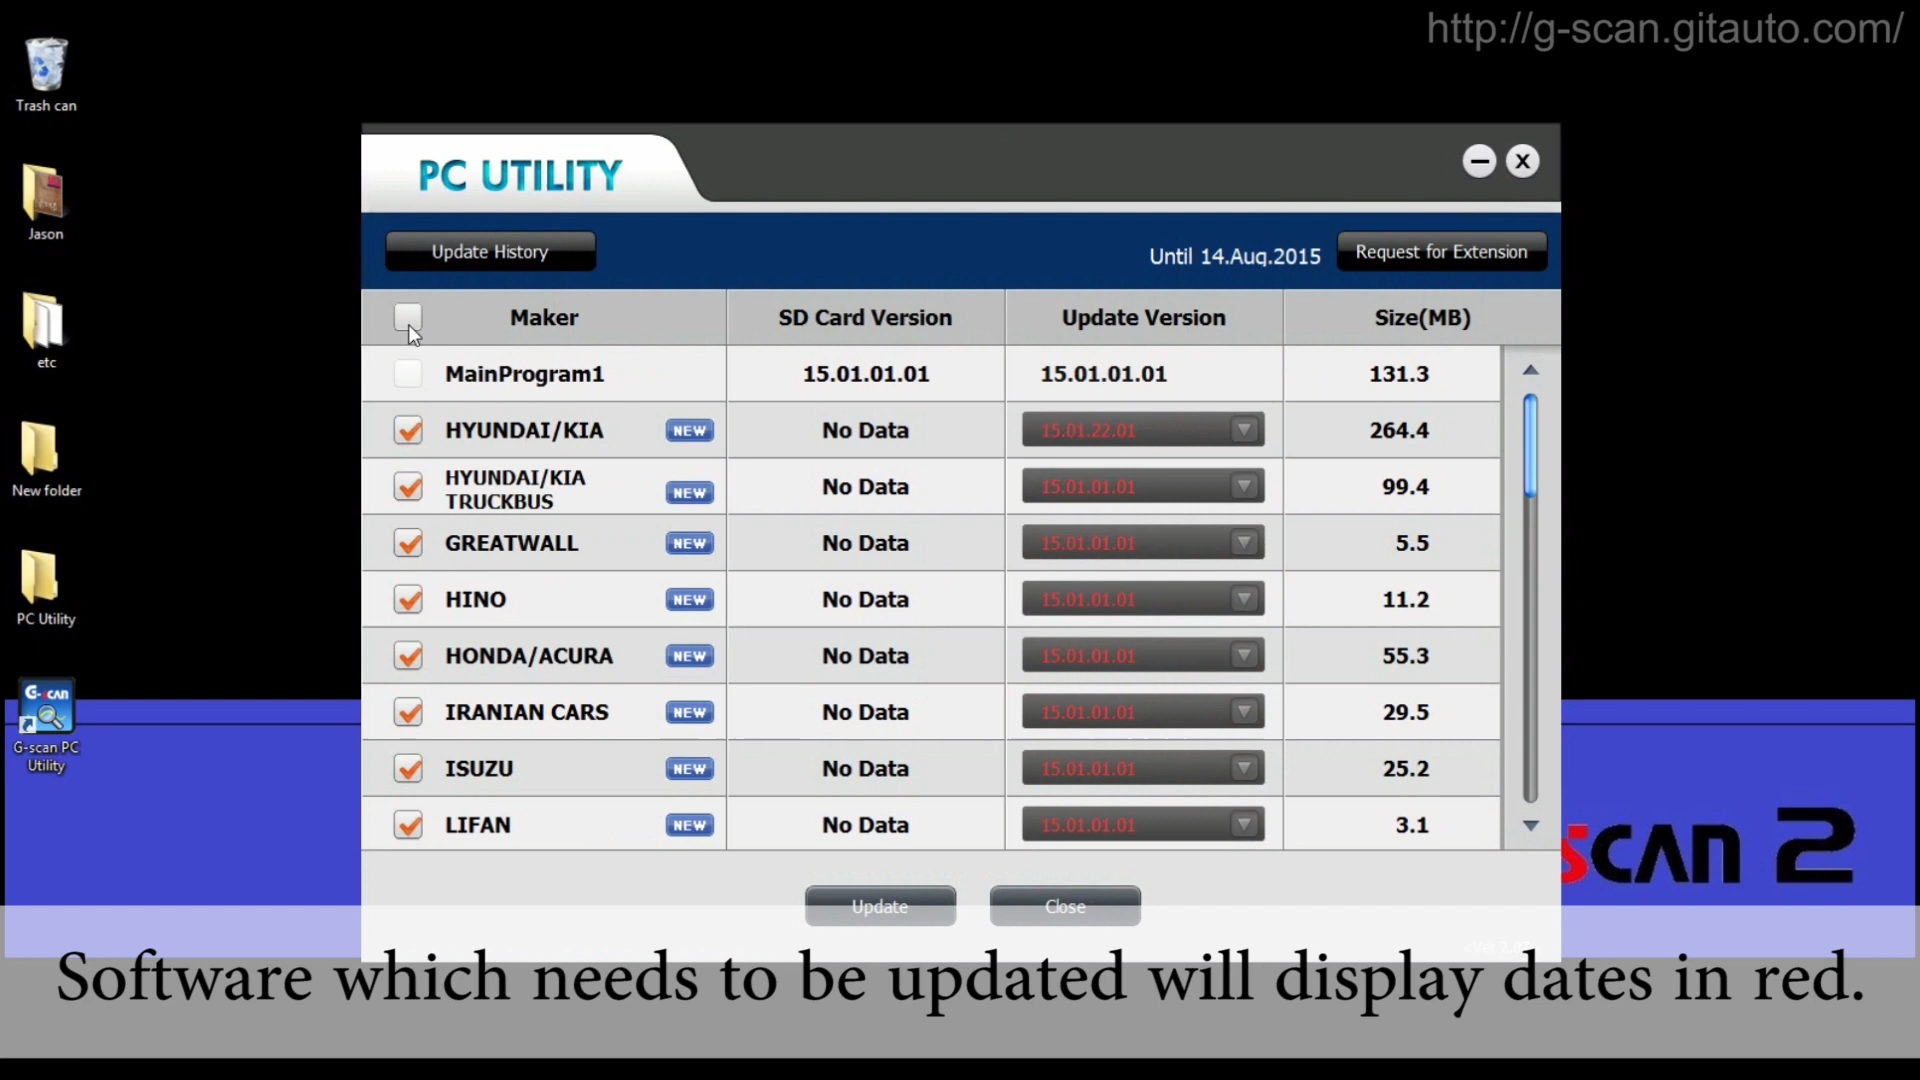 http://g-scan.gitauto.com/
Trash can
Jason
etc
New folder
PC Utility
G-scan
G-scan PC
Utility
PC UTILITY
Update History
Until 14.Aug.2015
Request for Extension
Maker SD Card Version Update Version Size(MB)
MainProgram1 15.01.01.01 15.01.01.01 131.3
HYUNDAI/KIA NEW No Data 15.01.22.01 264.4
HYUNDAI/KIA
TRUCKBUS NEW No Data 15.01.01.01 99.4
GREATWALL NEW No Data 15.01.01.01 5.5
HINO NEW No Data 15.01.01.01 11.2
HONDA/ACURA NEW No Data 15.01.01.01 55.3
IRANIAN CARS NEW No Data 15.01.01.01 29.5
ISUZU NEW No Data 15.01.01.01 25.2
LIFAN NEW No Data 15.01.01.01 3.1
Update Close
scan 2
Software which needs to be updated will display dates in red.